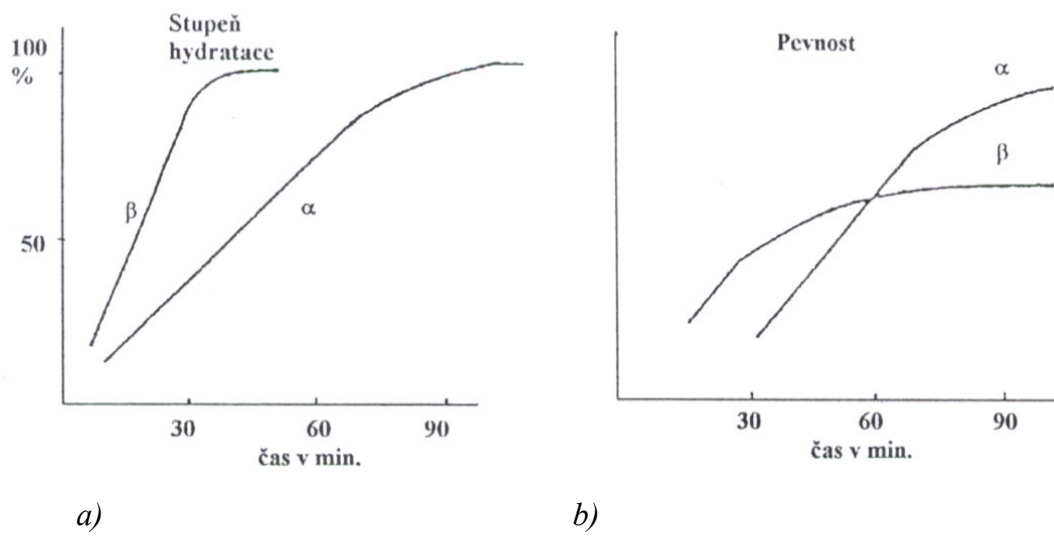 Stupeň
hydratace
100
%
β
α
50
30
60
90
čas v min.
a)
Pevnost
α
β
30
60
90
čas v min.
b)